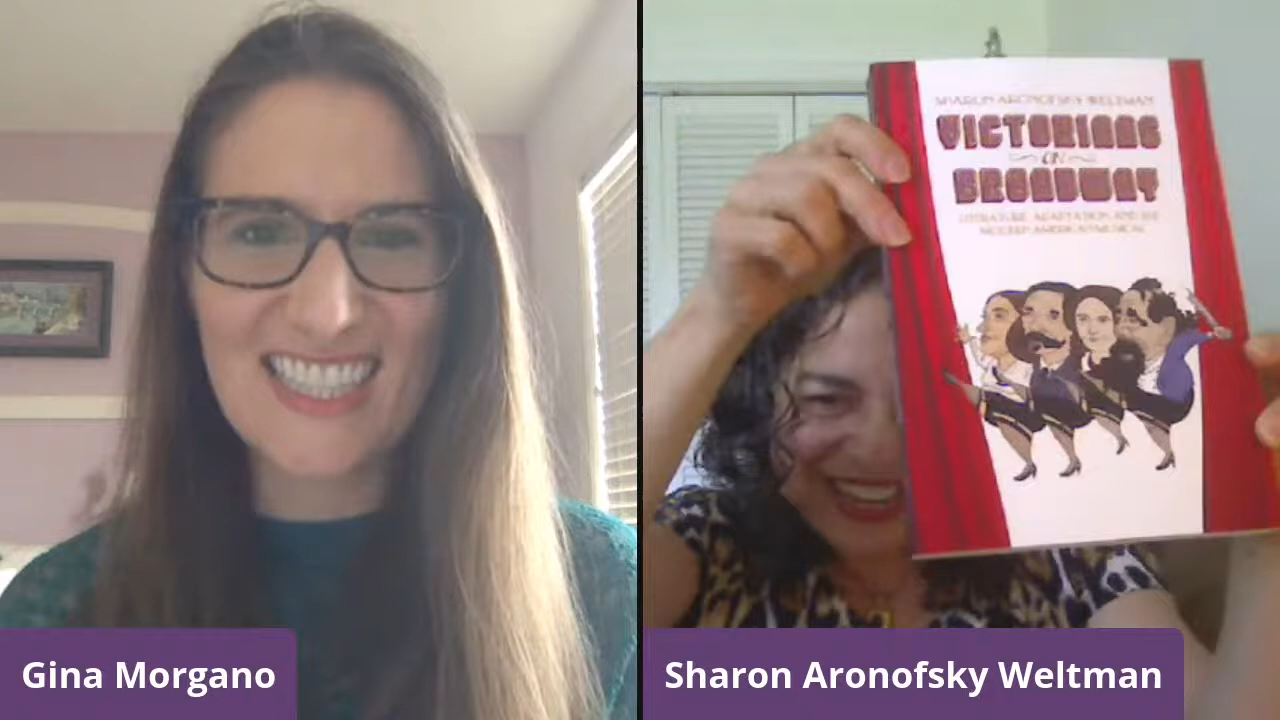 SHARON ARONOFSKY WELTMAN
VICTORIANS
ON
BROADWAY
LITERATURE, ADAPTATION, AND THE
MODERN AMERICAN MUSICAL
Gina Morgano
Sharon Aronofsky Weltman